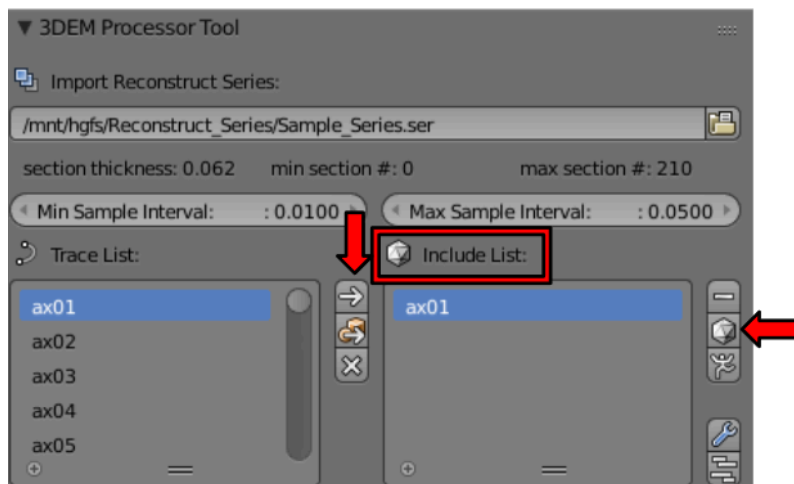 3DEM Processor Tool
Import Reconstruct Series:
/mnt/hgfs/Reconstruct_Series/Sample_Series.ser
section thickness: 0.062 min section #: 0 max section #: 210
Min Sample Interval: : 0.0100 Max Sample Interval: : 0.0500
Trace List: Include List:
ax01 ax01
ax02
ax03
ax04
ax05